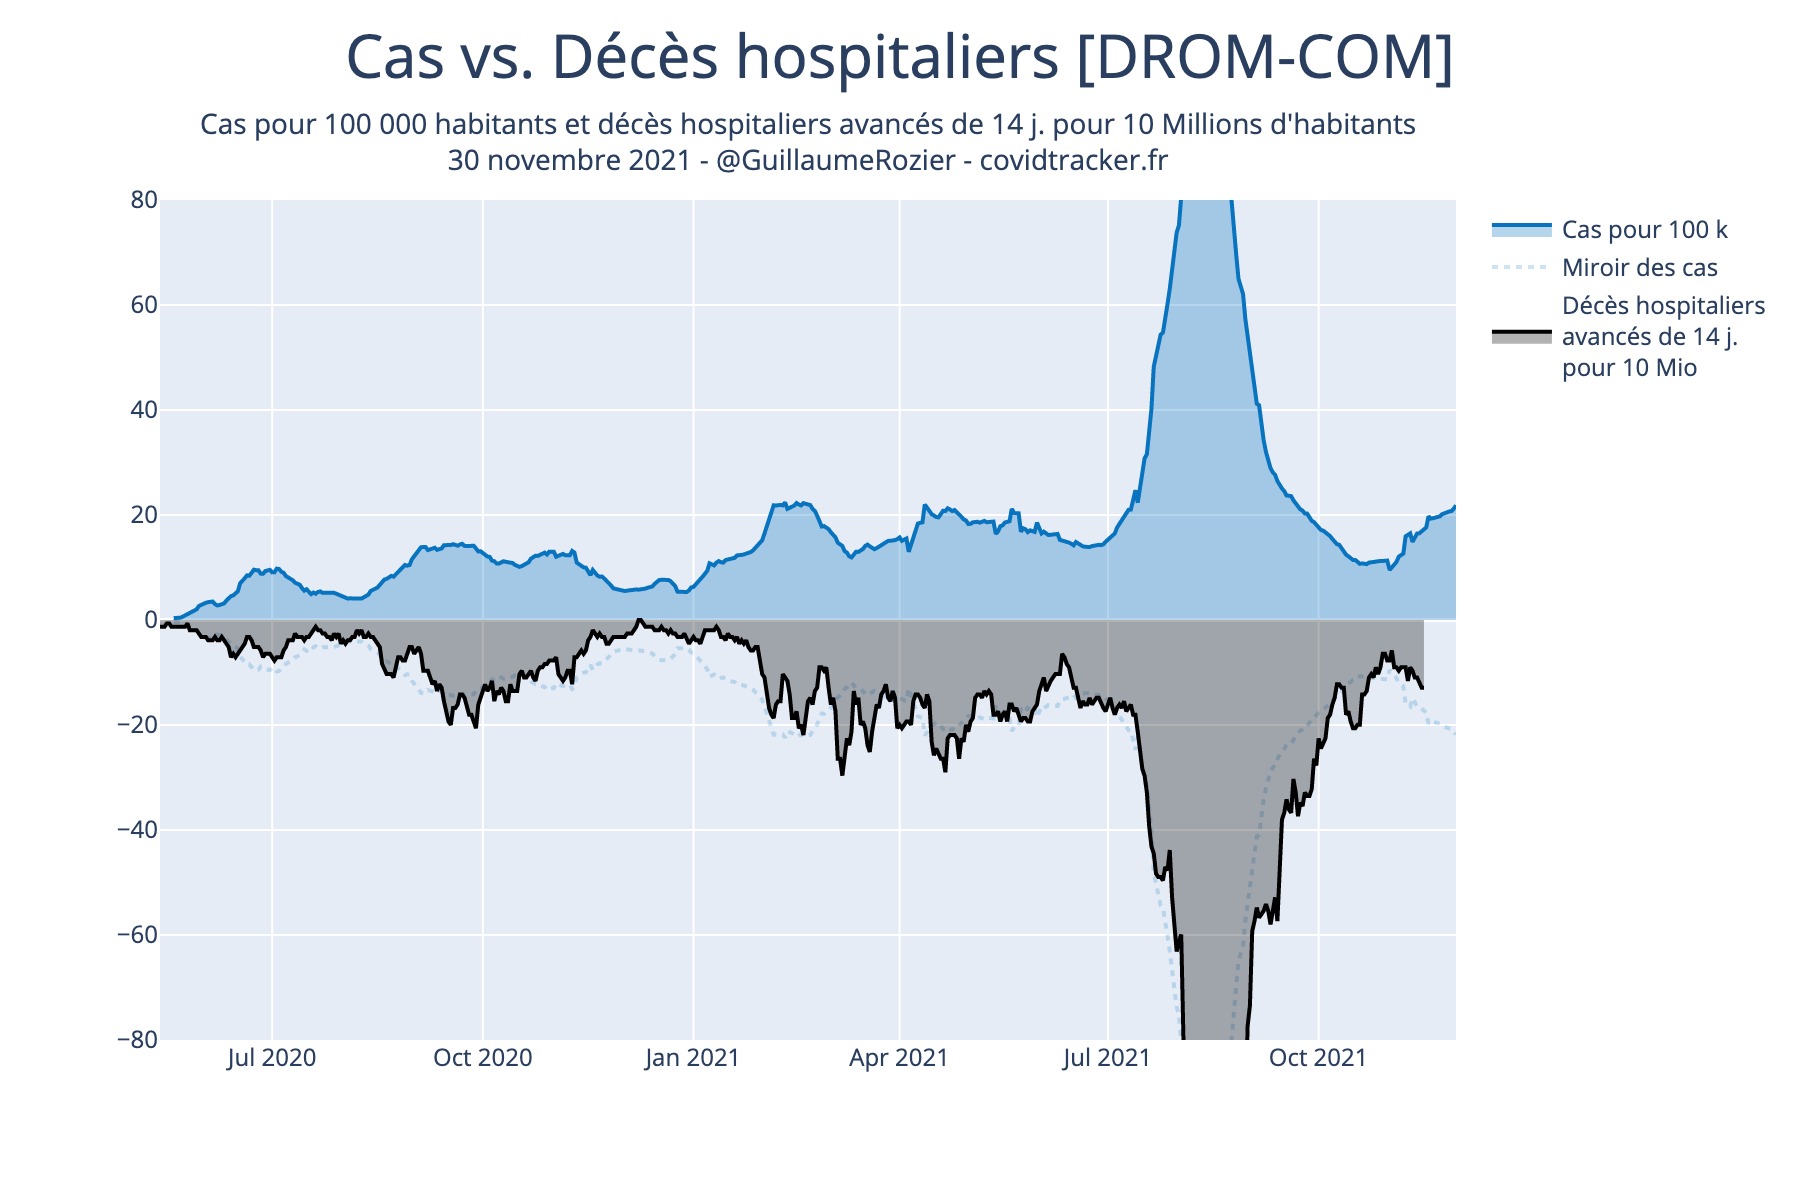 Cas vs. Décès hospitaliers [DROM-COM]
Cas pour 100 000 habitants et décès hospitaliers avancés de 14 j. pour 10 Millions d'habitants
30 novembre 2021 - @GuillaumeRozier - covidtracker.fr
80
60
40
20
0
−20
−40
−60
−80
Jul 2020
Oct 2020
Jan 2021
Apr 2021
Jul 2021
Oct 2021
Cas pour 100 k
Miroir des cas
Décès hospitaliers
avancés de 14 j.
pour 10 Mio